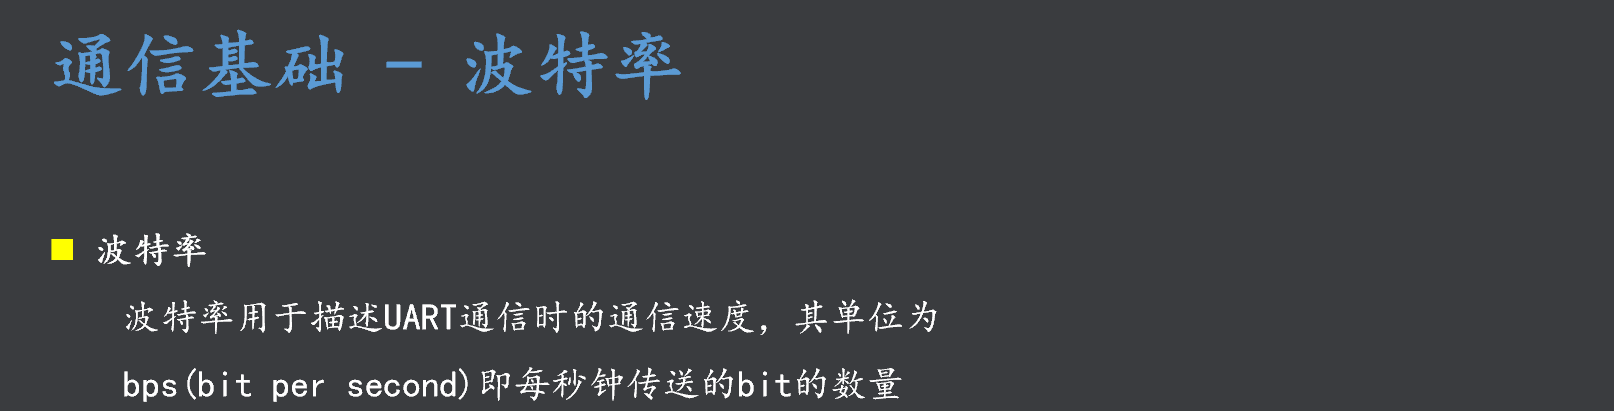 通信基础 - 波特率
波特率
波特率用于描述UART通信时的通信速度，其单位为
bps(bit per second)即每秒钟传送的bit的数量